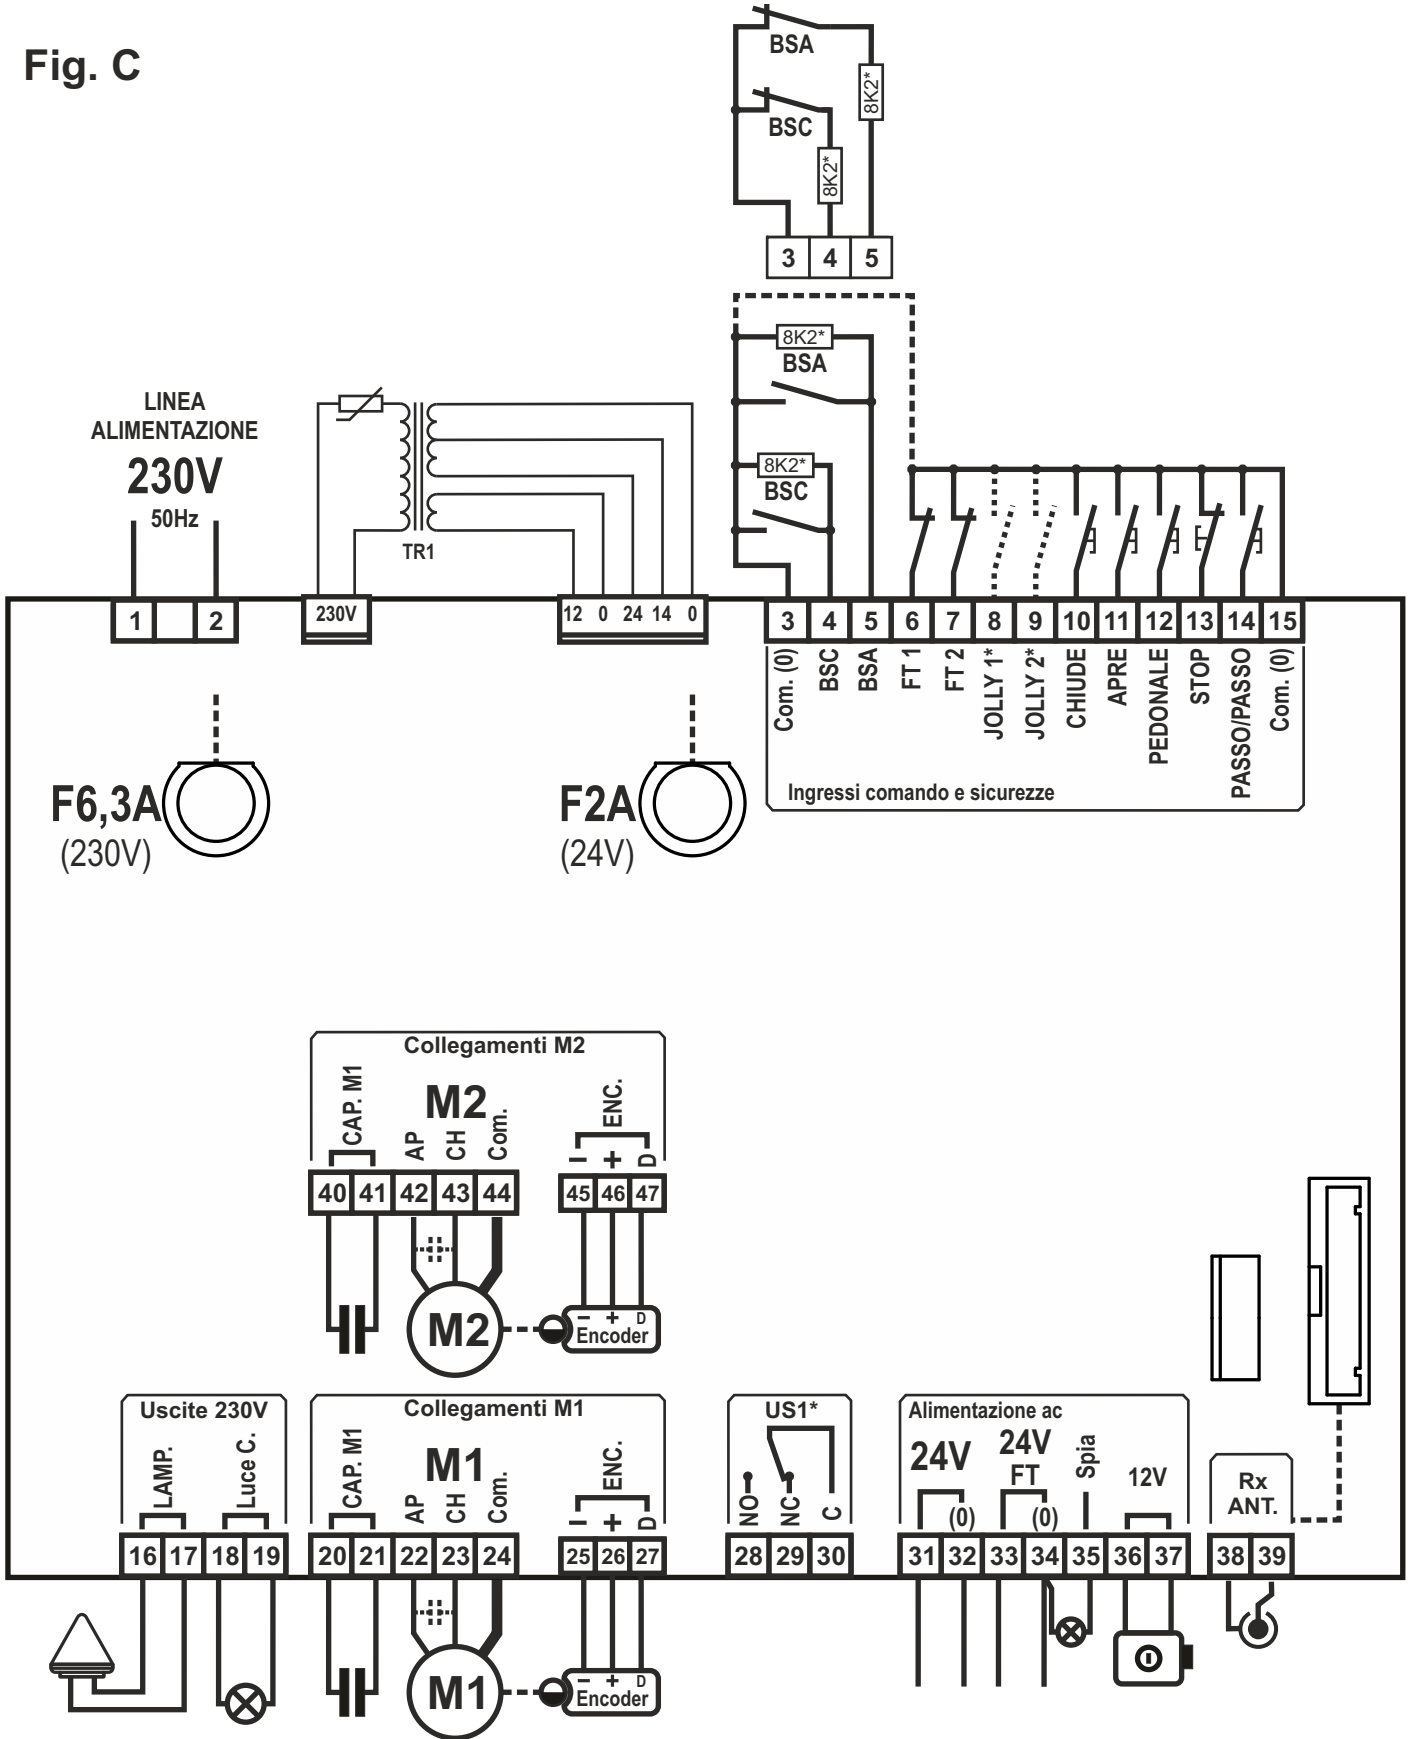 Fig. C
BSA
8K2*
BSC
8K2*
3 4 5
8K2*
BSA
8K2*
BSC
LINEA
ALIMENTAZIONE
230V
50Hz
TR1
1 2
230V
12 0 24 14 0
3 4 5 6 7 8 9 10 11 12 13 14 15
Com. (0)
BSC
BSA
FT 1
FT 2
JOLLY 1*
JOLLY 2*
CHIUDE
APRE
PEDONALE
STOP
PASSO/PASSO
Com. (0)
Ingressi comando e sicurezze
F6,3A
(230V)
F2A
(24V)
Collegamenti M2
CAP. M1
M2
AP
CH
Com.
ENC.
– + D
40 41 42 43 44
45 46 47
M2
– + D
Encoder
Uscite 230V
LAMP.
Luce C.
16 17 18 19
Collegamenti M1
CAP. M1
M1
AP
CH
Com.
ENC.
– + D
20 21 22 23 24
25 26 27
M1
– + D
Encoder
US1*
NO
NC
C
28 29 30
Alimentazione ac
24V
(0)
24V
FT
(0)
Spia
12V
31 32 33 34 35 36 37
Rx
ANT.
38 39